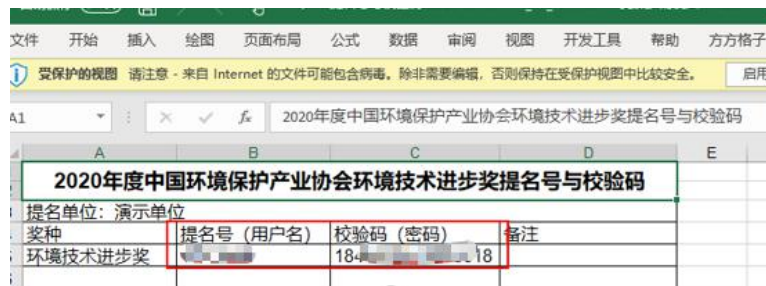 文件 开始 插入 绘图 页面布局 公式 数据 审阅 视图 开发工具 帮助 方方格子
受保护的视图 请注意 - 来自 Internet 的文件可能包含病毒。除非需要编辑，否则保持在受保护视图中比较安全。 启用
A1 fx 2020年度中国环境保护产业协会环境技术进步奖提名号与校验码
A B C D E
2020年度中国环境保护产业协会环境技术进步奖提名号与校验码
提名单位：演示单位
奖种 提名号（用户名） 校验码（密码） 备注
环境技术进步奖 184 18